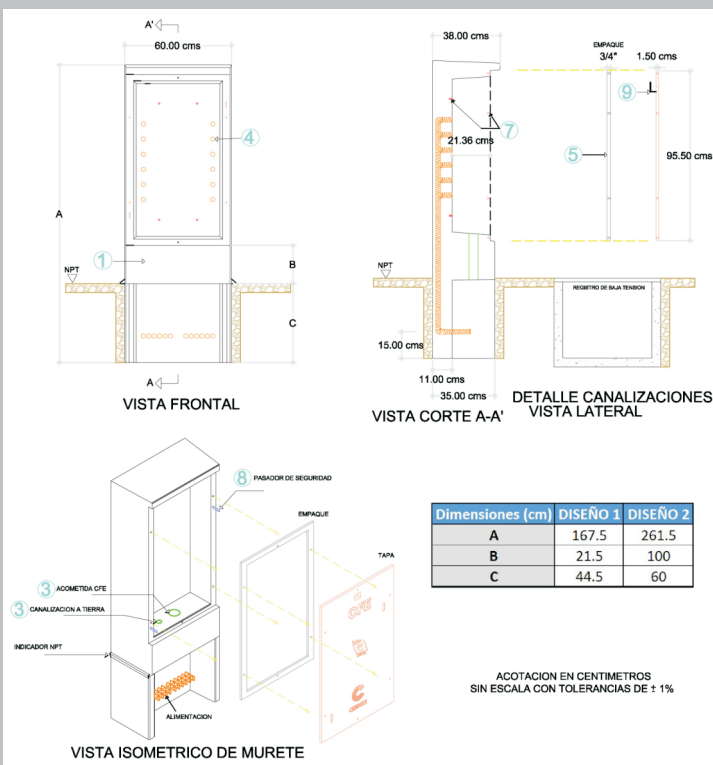 A'
60.00 cms
4
A
1
B
NPT
C
A
VISTA FRONTAL
38.00 cms
EMPAQUE
3/4"
1.50 cms
9
L
7
21.36 cms
5
95.50 cms
NPT
REGISTRO DE BAJA TENSION
15.00 cms
11.00 cms
35.00 cms
VISTA CORTE A-A'
DETALLE CANALIZACIONES
VISTA LATERAL
8 PASADOR DE SEGURIDAD
EMPAQUE
TAPA
3 ACOMETIDA CFE
3 CANALIZACION A TIERRA
INDICADOR NPT
ALIMENTACION
CFE
VISTA ISOMETRICO DE MURETE
Dimensiones (cm) DISEÑO 1 DISEÑO 2
A 167.5 261.5
B 21.5 100
C 44.5 60
ACOTACION EN CENTIMETROS
SIN ESCALA CON TOLERANCIAS DE ± 1%